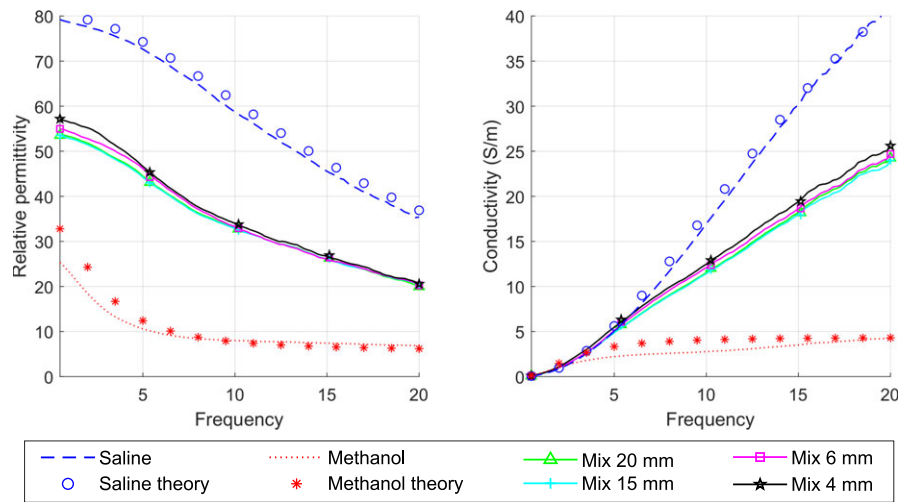 80
70
60
50
40
30
20
10
0
Relative permittivity
5
10
15
20
Frequency
40
35
30
25
20
15
10
5
0
Conductivity (S/m)
5
10
15
20
Frequency
Saline
Methanol
Mix 20 mm
Mix 6 mm
Saline theory
Methanol theory
Mix 15 mm
Mix 4 mm